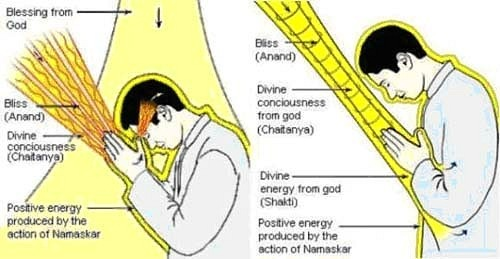 Blessing from
God
Bliss
(Anand)
Divine
conciousness
(Chaitanya)
Positive energy
produced by the
action of Namaskar
Bliss
(Anand)
Divine
conciousness
from god
(Chaitanya)
Divine
energy from god
(Shakti)
Positive energy
produced by the
action of Namaskar